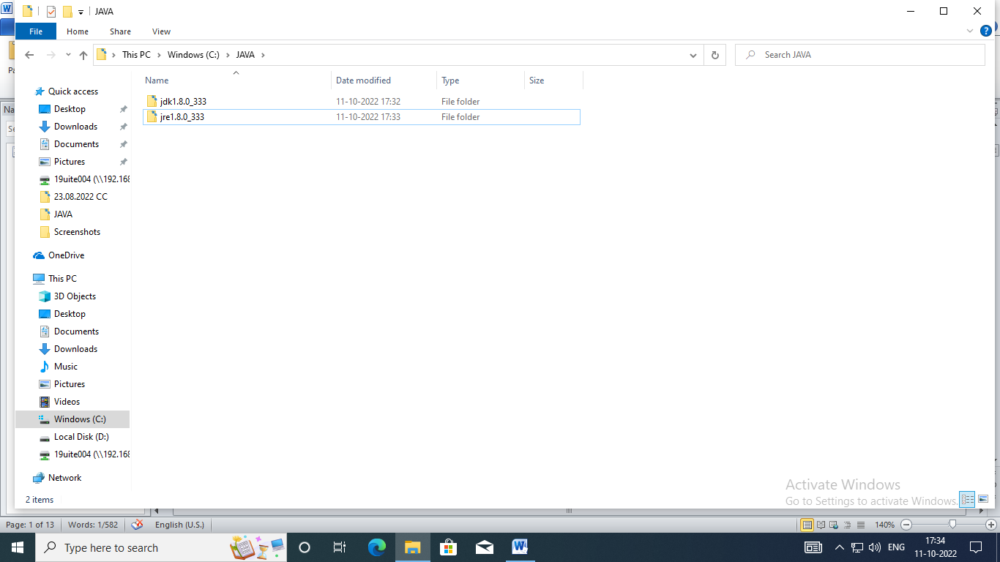 JAVA
File Home Share View
This PC Windows (C:) JAVA
Search JAVA
Name Date modified Type Size
jdk1.8.0_333 11-10-2022 17:32 File folder
jre1.8.0_333 11-10-2022 17:33 File folder
Quick access
Desktop
Downloads
Documents
Pictures
19uite004 (\\192.168
23.08.2022 CC
JAVA
Screenshots
OneDrive
This PC
3D Objects
Desktop
Documents
Downloads
Music
Pictures
Videos
Windows (C:)
Local Disk (D:)
19uite004 (\\192.168
Network
Activate Windows
Go to Settings to activate Windows.
2 items
Page: 1 of 13 Words: 1/582 English (U.S.) 140%
Type here to search
ENG
17:34
11-10-2022